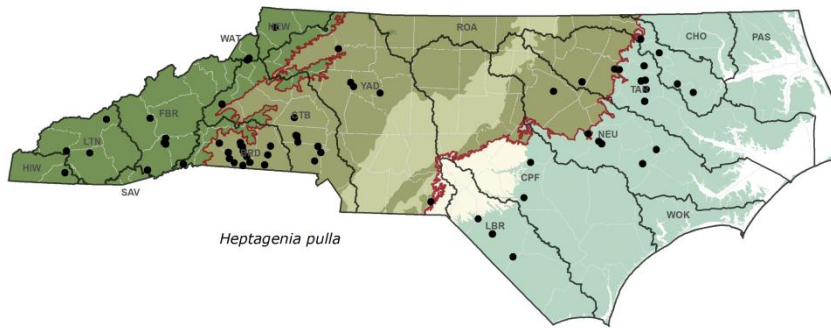 NEW
WAT
ROA
CHO
PAS
YAD
TAR
FBR
CTB
LTN
BRD
NEU
HIW
SAV
CPF
WOK
LBR
Heptagenia pulla